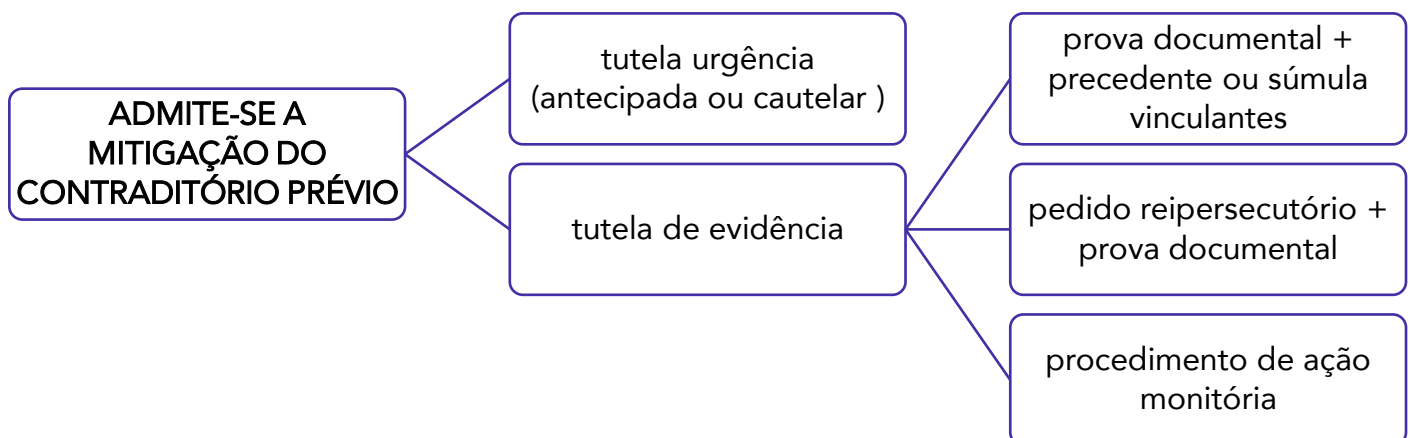 ADMITE-SE A
MITIGAÇÃO DO
CONTRADITÓRIO PRÉVIO
tutela urgência
(antecipada ou cautelar )
tutela de evidência
prova documental +
precedente ou súmula
vinculantes
pedido reipersecutório +
prova documental
procedimento de ação
monitória